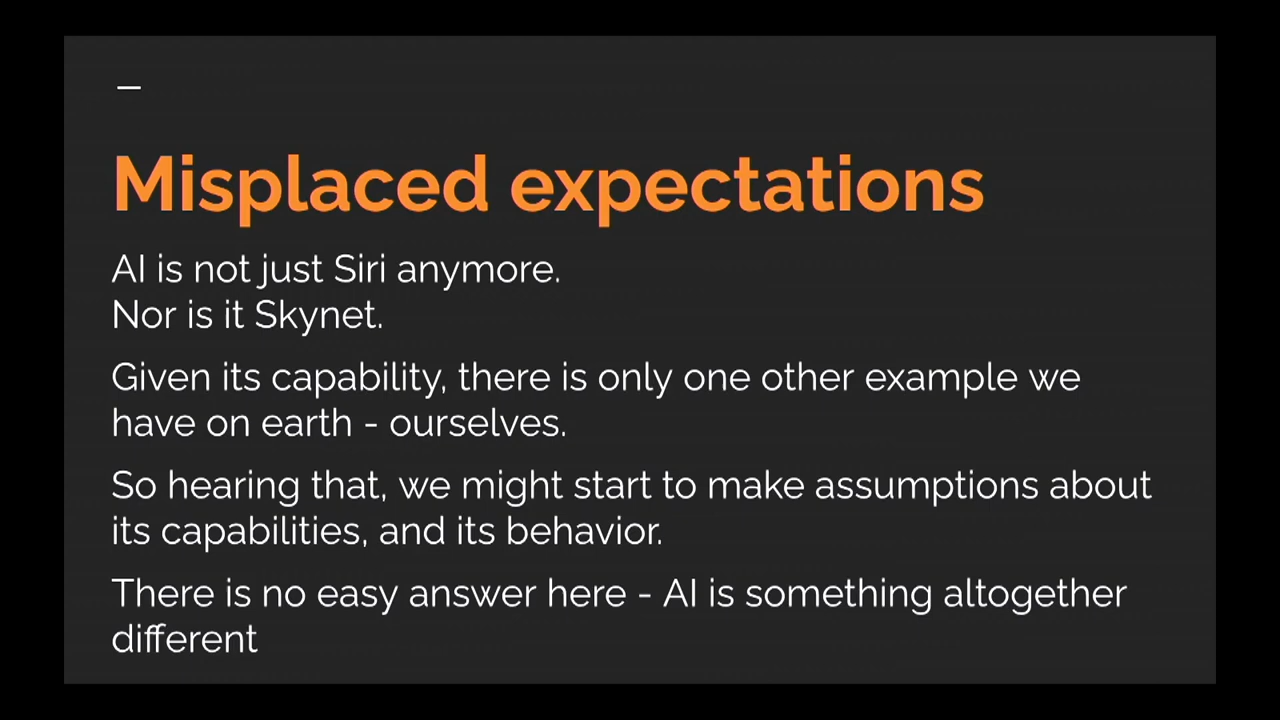 Misplaced expectations
AI is not just Siri anymore.
Nor is it Skynet.
Given its capability, there is only one other example we
have on earth - ourselves.
So hearing that, we might start to make assumptions about
its capabilities, and its behavior.
There is no easy answer here - AI is something altogether
different